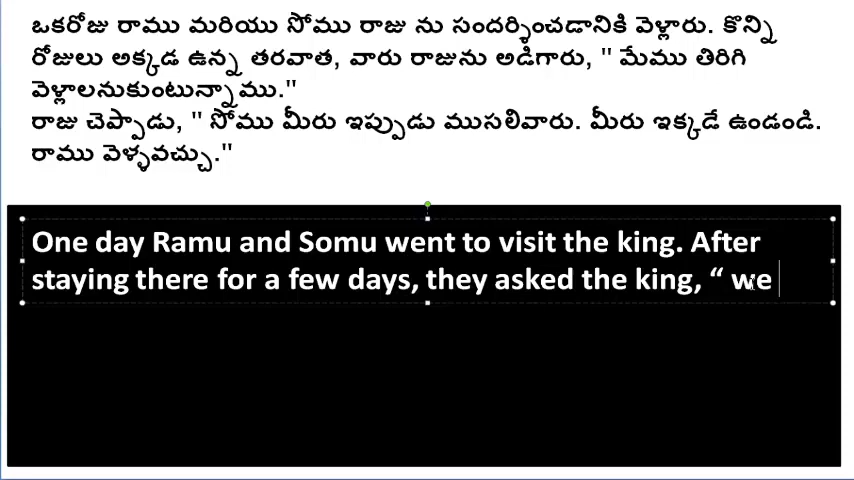 ఒకరోజు రాము మరియు సోము రాజు ను సందర్శించడానికి వెళ్లారు. కొన్ని
రోజులు అక్కడ ఉన్న తరవాత, వారు రాజును అడిగారు, " మేము తిరిగి
వెళ్లాలనుకుంటున్నాము."
రాజు చెప్పాడు, " సోము మీరు ఇప్పుడు ముసలివారు. మీరు ఇక్కడే ఉండండి.
రాము వెళ్ళవచ్చు."
One day Ramu and Somu went to visit the king. After
staying there for a few days, they asked the king, “ we